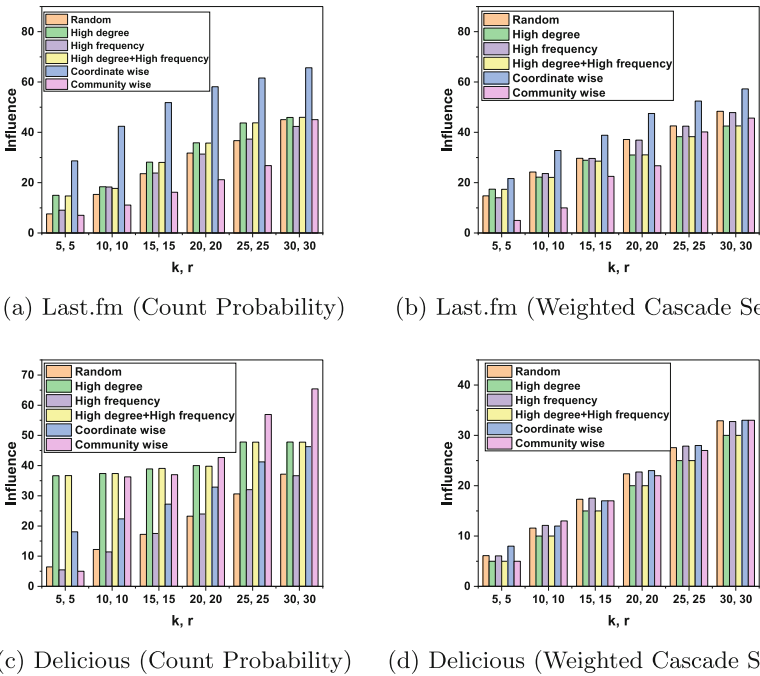 Random
High degree
High frequency
High degree+High frequency
Coordinate wise
Community wise
80
60
40
20
0
Influence
5, 5 10, 10 15, 15 20, 20 25, 25 30, 30
k, r
(a) Last.fm (Count Probability)
Random
High degree
High frequency
High degree+High frequency
Coordinate wise
Community wise
80
60
40
20
0
Influence
5, 5 10, 10 15, 15 20, 20 25, 25 30, 30
k, r
(b) Last.fm (Weighted Cascade Se
Random
High degree
High frequency
High degree+High frequency
Coordinate wise
Community wise
70
60
50
40
30
20
10
0
Influence
5, 5 10, 10 15, 15 20, 20 25, 25 30, 30
k, r
c) Delicious (Count Probability)
Random
High degree
High frequency
High degree+High frequency
Coordinate wise
Community wise
40
30
20
10
0
Influence
5, 5 10, 10 15, 15 20, 20 25, 25 30, 30
k, r
(d) Delicious (Weighted Cascade S